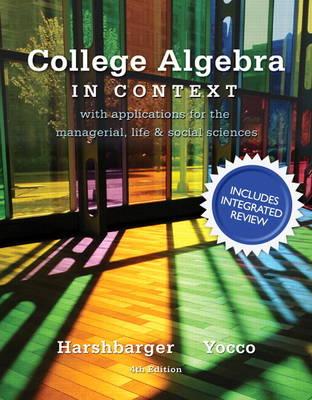 College Algebra
IN CONTEXT
with applications for the
managerial, life & social sciences
INCLUDES
INTEGRATED
REVIEW
Harshbarger Yocco
4th Edition